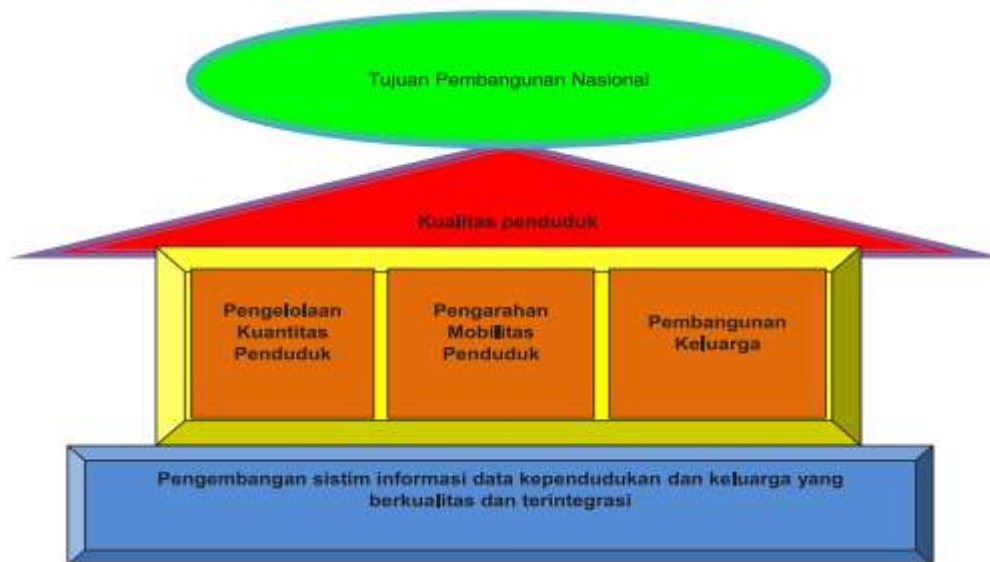 Tujuan Pembangunan Nasional
Kualitas penduduk
Pengelolaan
Kuantitas
Penduduk
Pengarahan
Mobilitas
Penduduk
Pembangunan
Keluarga
Pengembangan sistim informasi data kependudukan dan keluarga yang
berkualitas dan terintegrasi